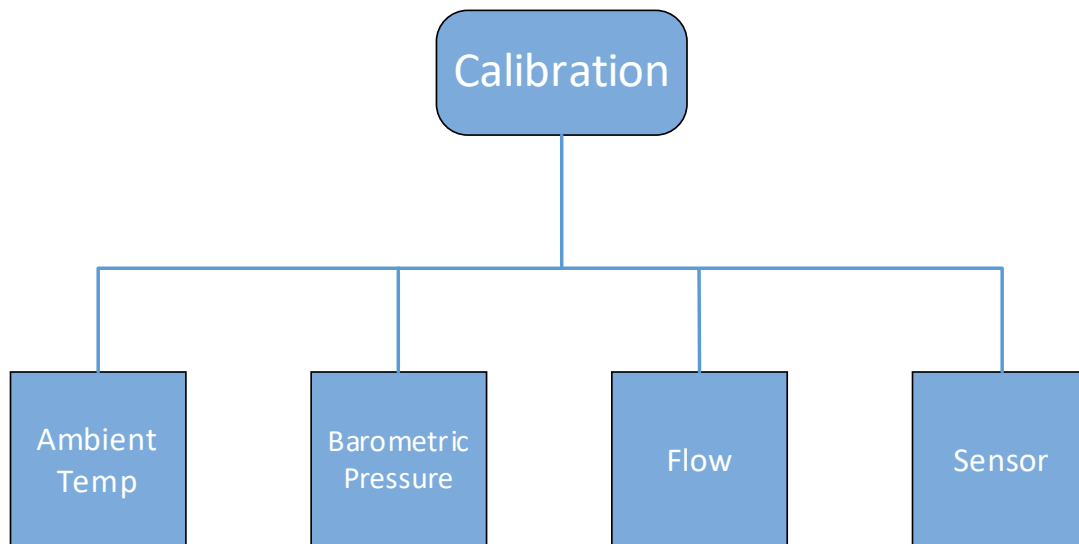 Calibration
Ambient
Temp
Barometric
Pressure
Flow
Sensor